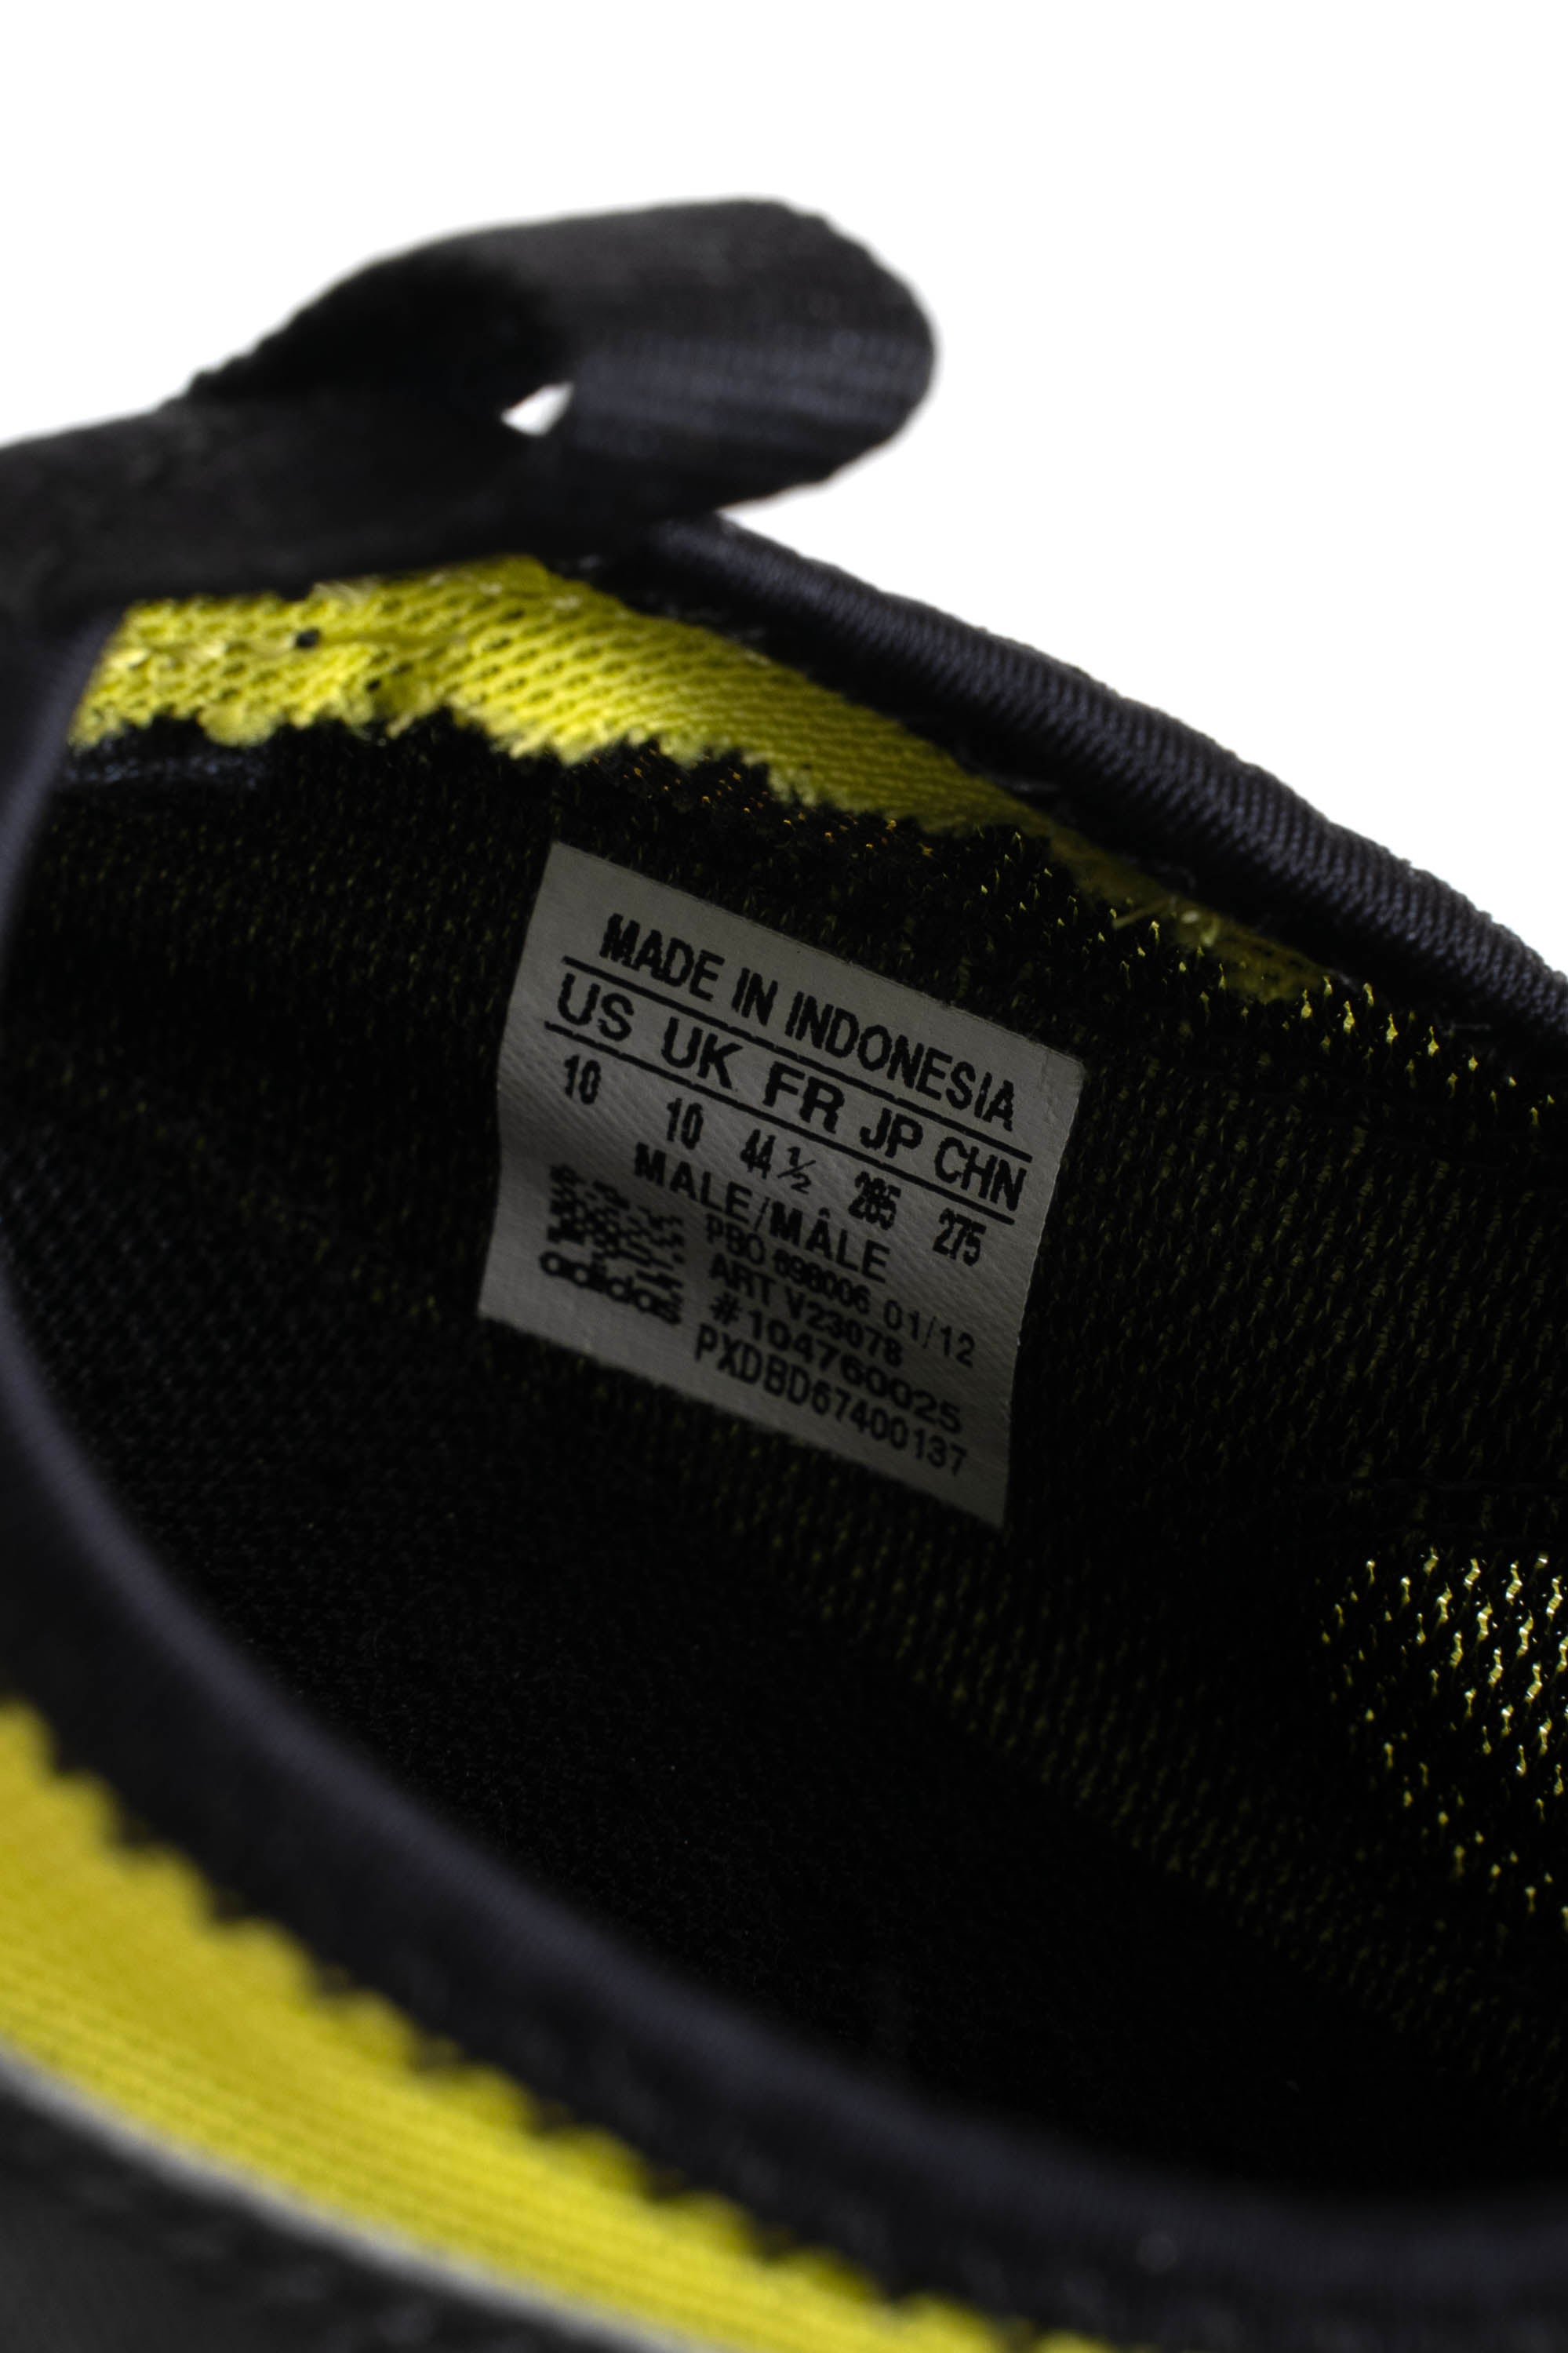 MADE IN INDONESIA
US UK FR JP CHN
10 10 44½ 285 275
MALE/MÂLE
PBO 698006 01/12
ART V23078
#104760025
PXDBD67400137
adidas